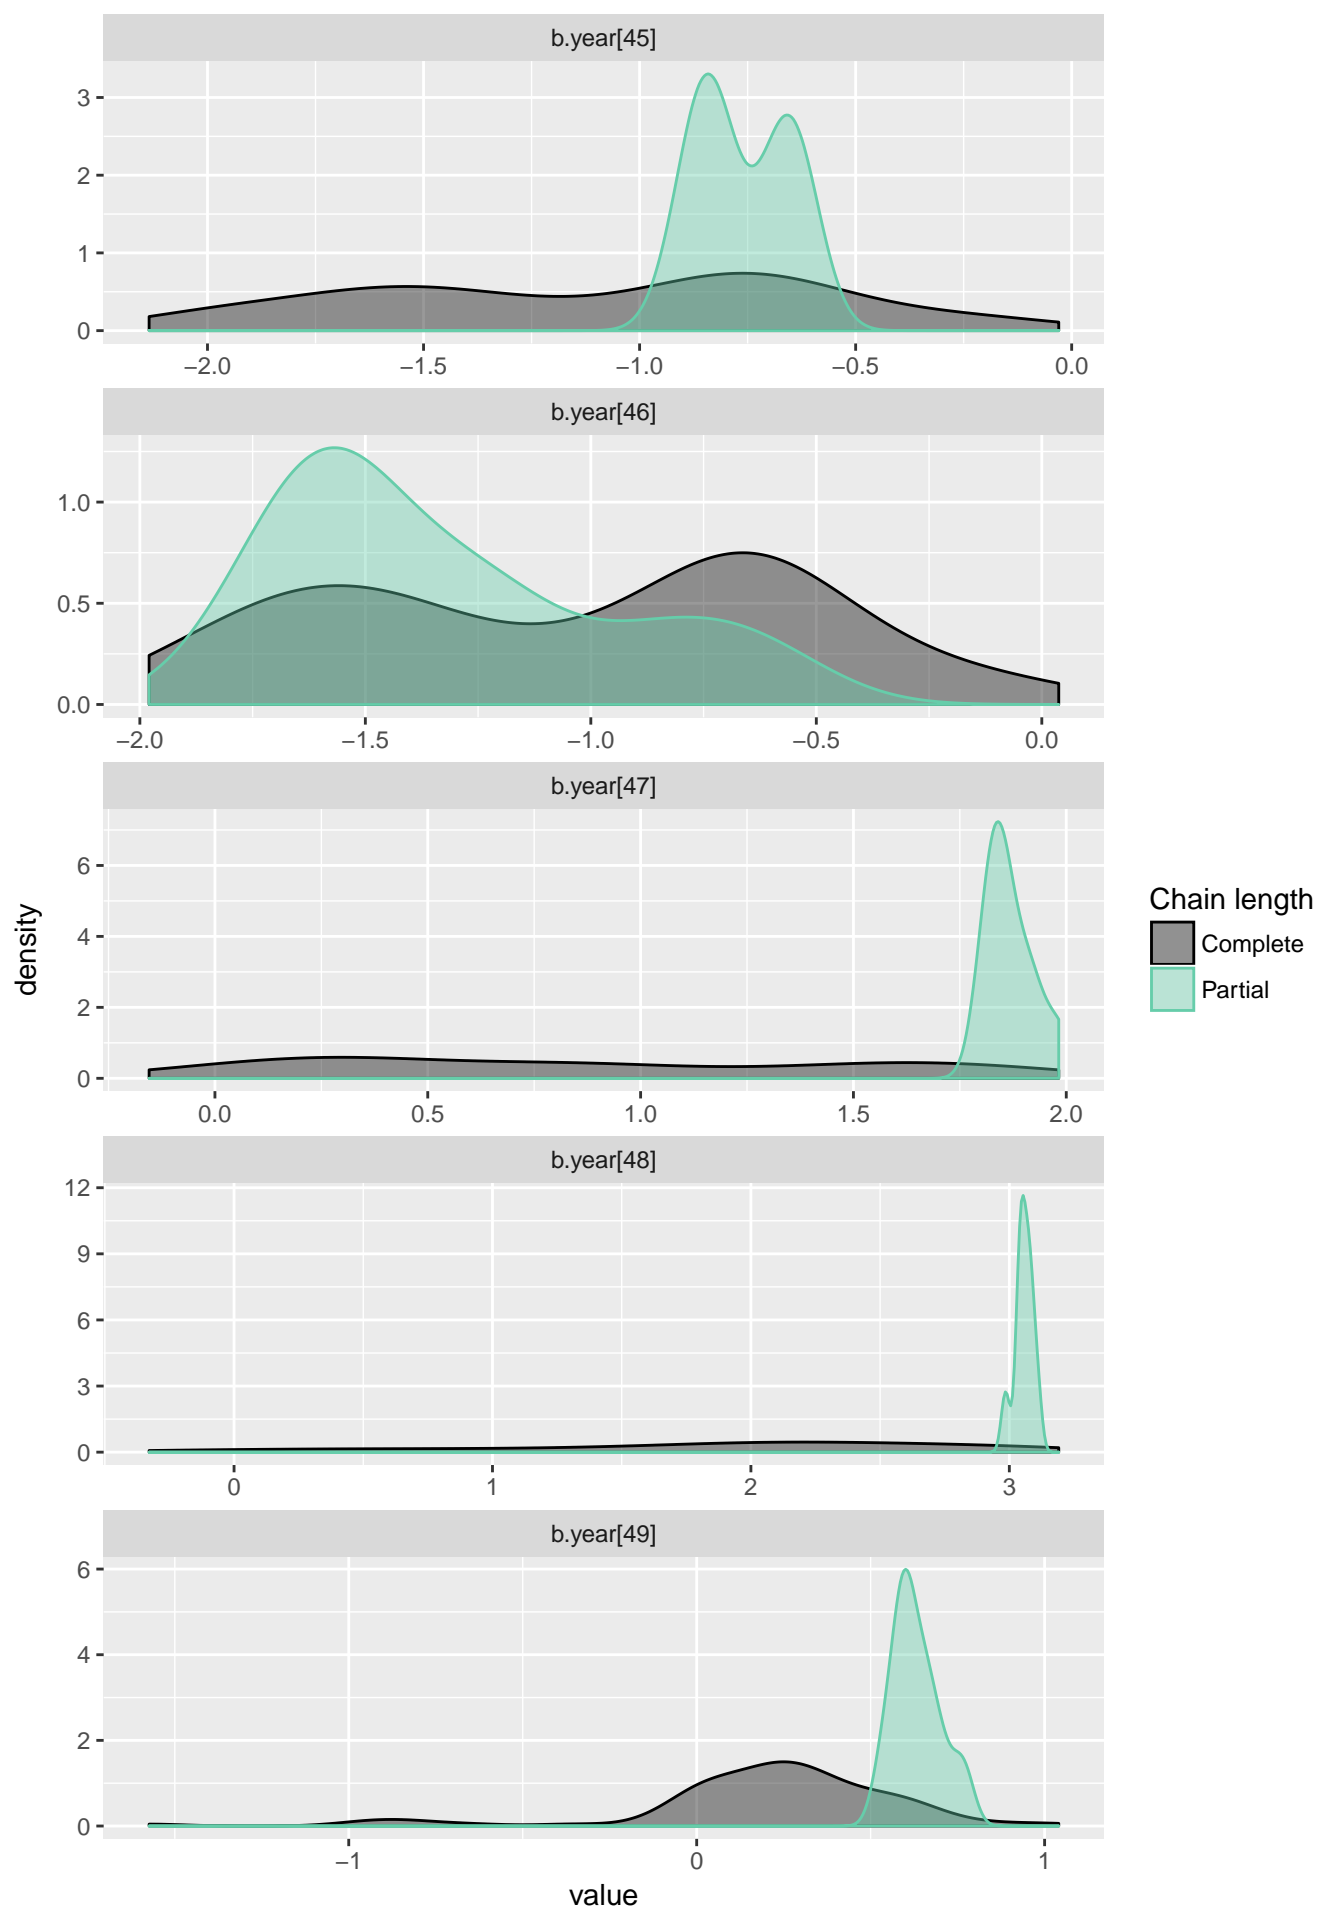 b.year[45]
3
2
1
0
−2.0 −1.5 −1.0 −0.5 0.0
b.year[46]
1.0
0.5
0.0
−2.0 −1.5 −1.0 −0.5 0.0
b.year[47]
6
4
2
0
0.0 0.5 1.0 1.5 2.0
b.year[48]
12
9
6
3
0
0 1 2 3
b.year[49]
6
4
2
0
−1 0 1
value
density
Chain length
Complete
Partial